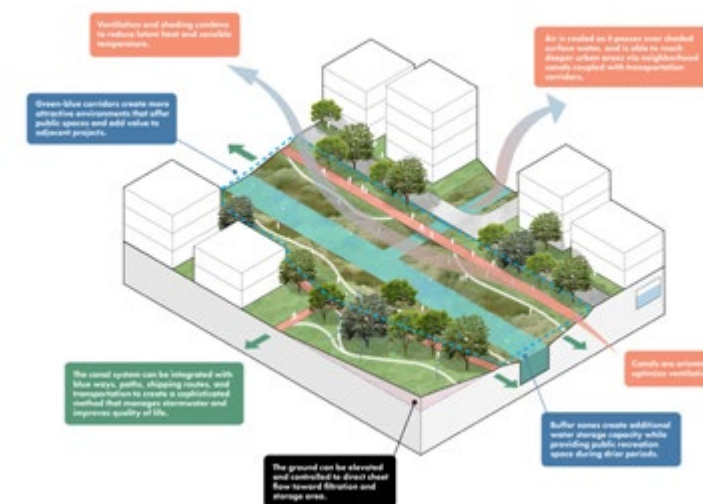 Ventilation and shading combine
to reduce latent heat and sensible
temperature.
Air is cooled as it passes over shaded
surface water, and is able to reach
deeper urban areas via neighborhood
canals coupled with transportation
corridors.
Green-blue corridors create more
attractive environments that offer
public spaces and add value to
adjacent projects.
The canal system can be integrated with
blue ways, paths, shipping routes, and
transportation to create a sophisticated
method that manages stormwater and
improves quality of life.
Canals are
optimize
Buffer zones create additional
water storage capacity while
providing public recreation
space during drier periods.
The ground can be elevated
and controlled to direct sheet
flow toward filtration and
storage area.